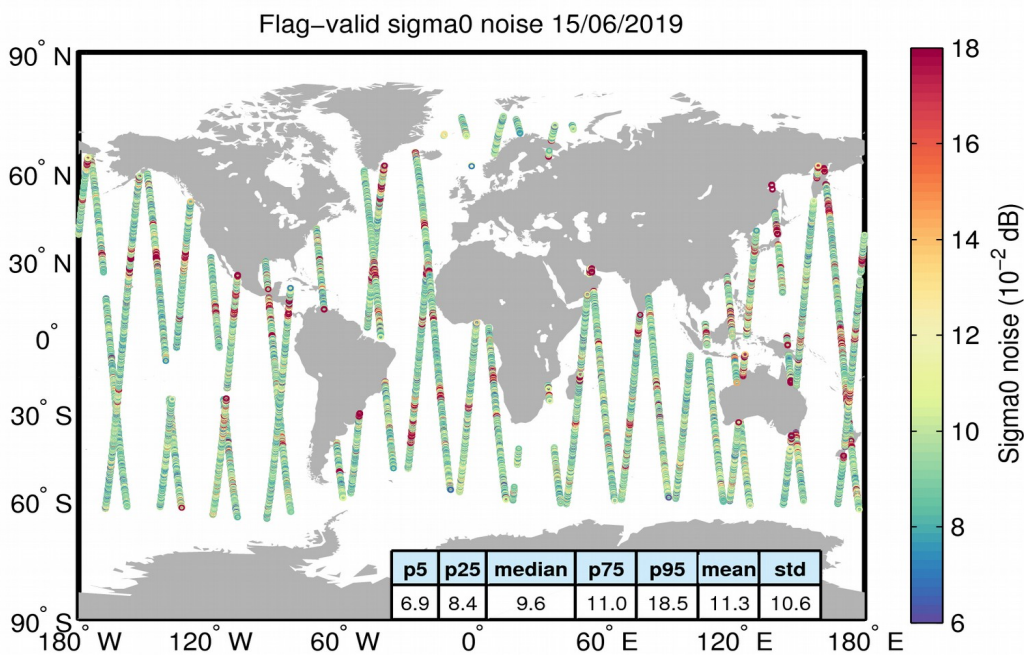 Flag−valid sigma0 noise 15/06/2019
90° N
60° N
30° N
0°
30° S
60° S
90° S
180° W
120° W
60° W
0°
60° E
120° E
180° E
p5 p25 median p75 p95 mean std
6.9 8.4 9.6 11.0 18.5 11.3 10.6
18
16
14
12
10
8
6
Sigma0 noise (10⁻² dB)